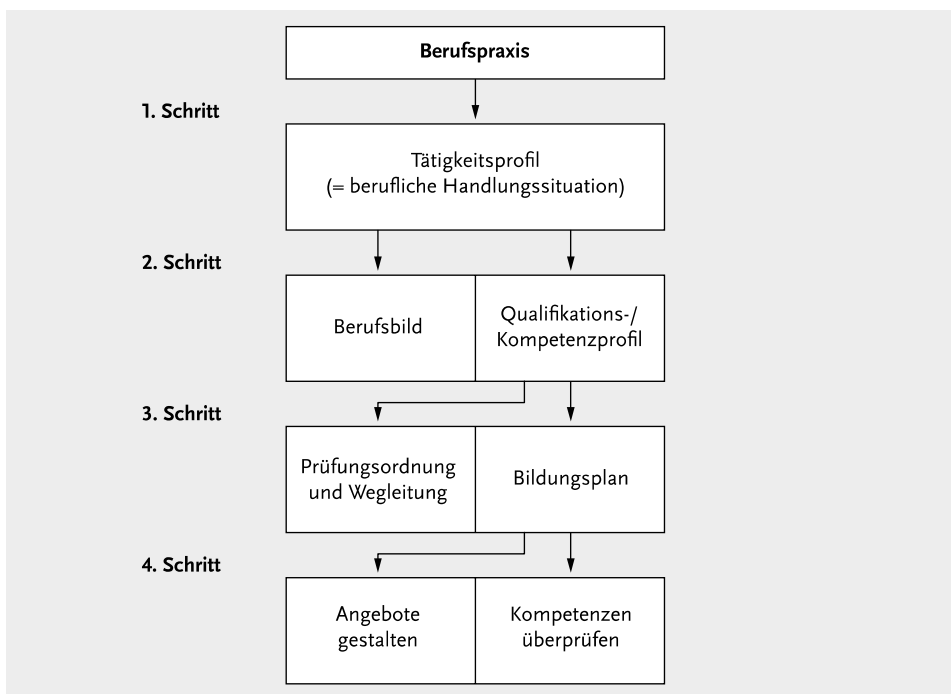 Berufspraxis
1. Schritt
Tätigkeitsprofil
(= berufliche Handlungssituation)
2. Schritt
Berufsbild
Qualifikations-/
Kompetenzprofil
3. Schritt
Prüfungsordnung
und Wegleitung
Bildungsplan
4. Schritt
Angebote
gestalten
Kompetenzen
überprüfen